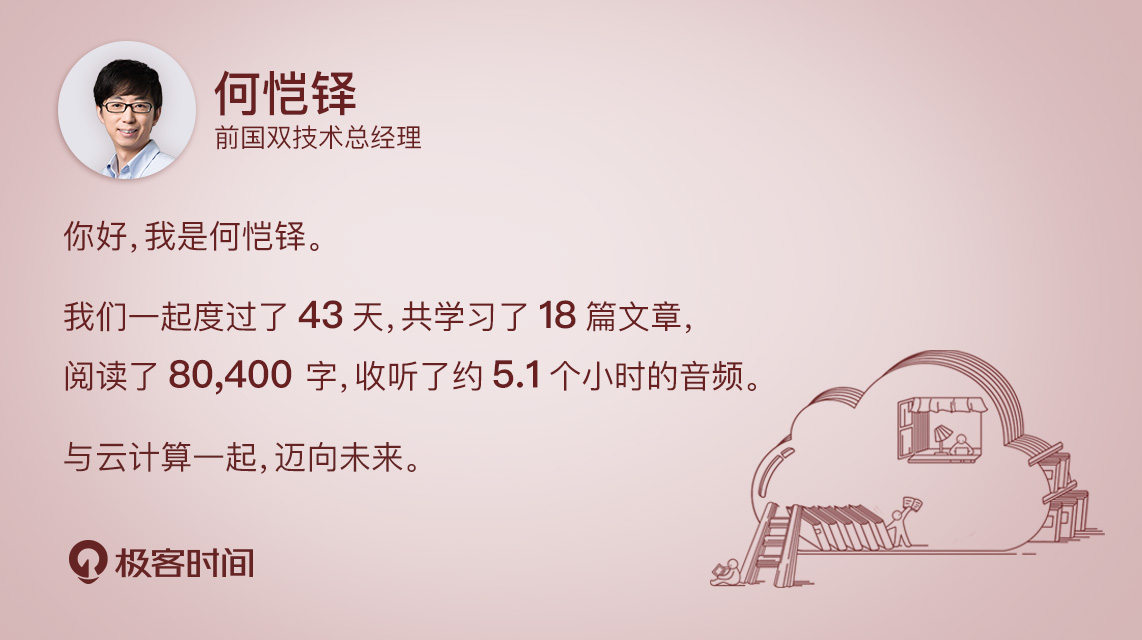 何恺铎
前国双技术总经理
你好，我是何恺铎。
我们一起度过了 43 天，共学习了 18 篇文章，
阅读了 80,400 字，收听了约 5.1 个小时的音频。
与云计算一起，迈向未来。
极客时间